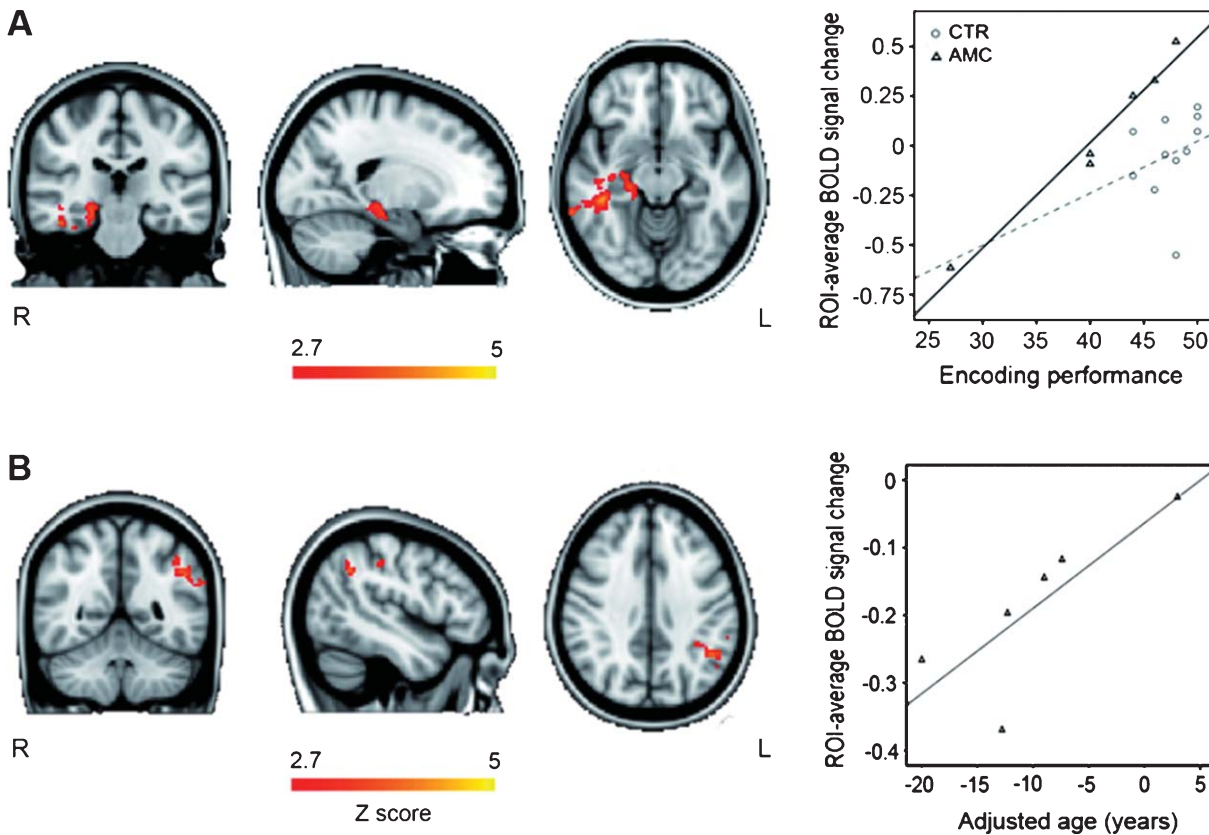 A
R
L
2.7 5
CTR
AMC
ROI-average BOLD signal change
0.5
0.25
0
-0.25
-0.5
-0.75
25 30 35 40 45 50
Encoding performance
B
R
L
2.7 5
Z score
ROI-average BOLD signal change
0
-0.1
-0.2
-0.3
-0.4
-20 -15 -10 -5 0 5
Adjusted age (years)